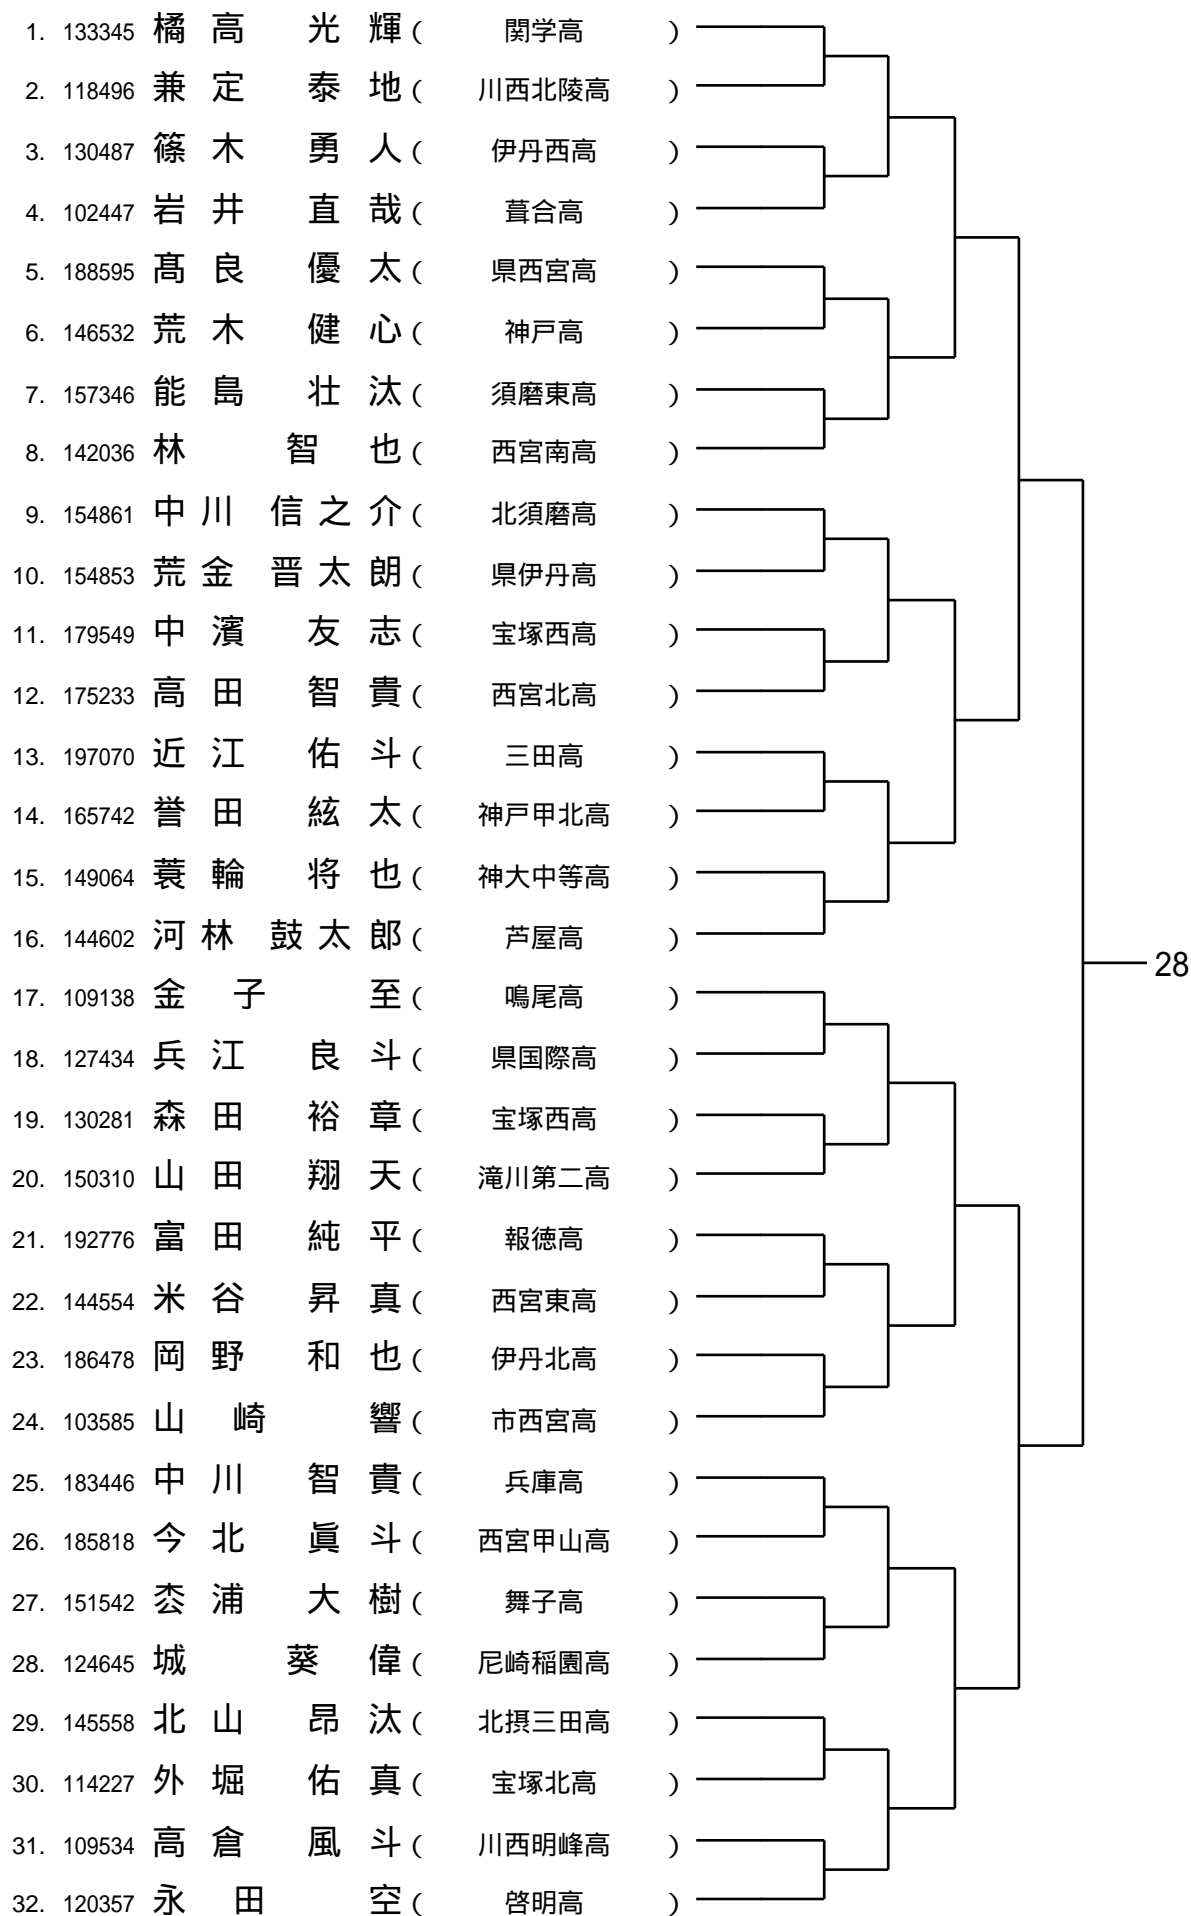 1. 133345 橘高 光輝( 関学高 )
2. 118496 兼定 泰地( 川西北陵高 )
3. 130487 篠木 勇人( 伊丹西高 )
4. 102447 岩井 直哉( 葺合高 )
5. 188595 髙良 優太( 県西宮高 )
6. 146532 荒木 健心( 神戸高 )
7. 157346 能島 壮汰( 須磨東高 )
8. 142036 林 智也( 西宮南高 )
9. 154861 中川 信之介( 北須磨高 )
10. 154853 荒金 晋太朗( 県伊丹高 )
11. 179549 中濱 友志( 宝塚西高 )
12. 175233 高田 智貴( 西宮北高 )
13. 197070 近江 佑斗( 三田高 )
14. 165742 誉田 絃太( 神戸甲北高 )
15. 149064 蓑輪 将也( 神大中等高 )
16. 144602 河林 鼓太郎( 芦屋高 )
28
17. 109138 金子 至( 鳴尾高 )
18. 127434 兵江 良斗( 県国際高 )
19. 130281 森田 裕章( 宝塚西高 )
20. 150310 山田 翔天( 滝川第二高 )
21. 192776 富田 純平( 報徳高 )
22. 144554 米谷 昇真( 西宮東高 )
23. 186478 岡野 和也( 伊丹北高 )
24. 103585 山崎 響( 市西宮高 )
25. 183446 中川 智貴( 兵庫高 )
26. 185818 今北 眞斗( 西宮甲山高 )
27. 151542 枩浦 大樹( 舞子高 )
28. 124645 城 葵偉( 尼崎稲園高 )
29. 145558 北山 昂汰( 北摂三田高 )
30. 114227 外堀 佑真( 宝塚北高 )
31. 109534 高倉 風斗( 川西明峰高 )
32. 120357 永田 空( 啓明高 )